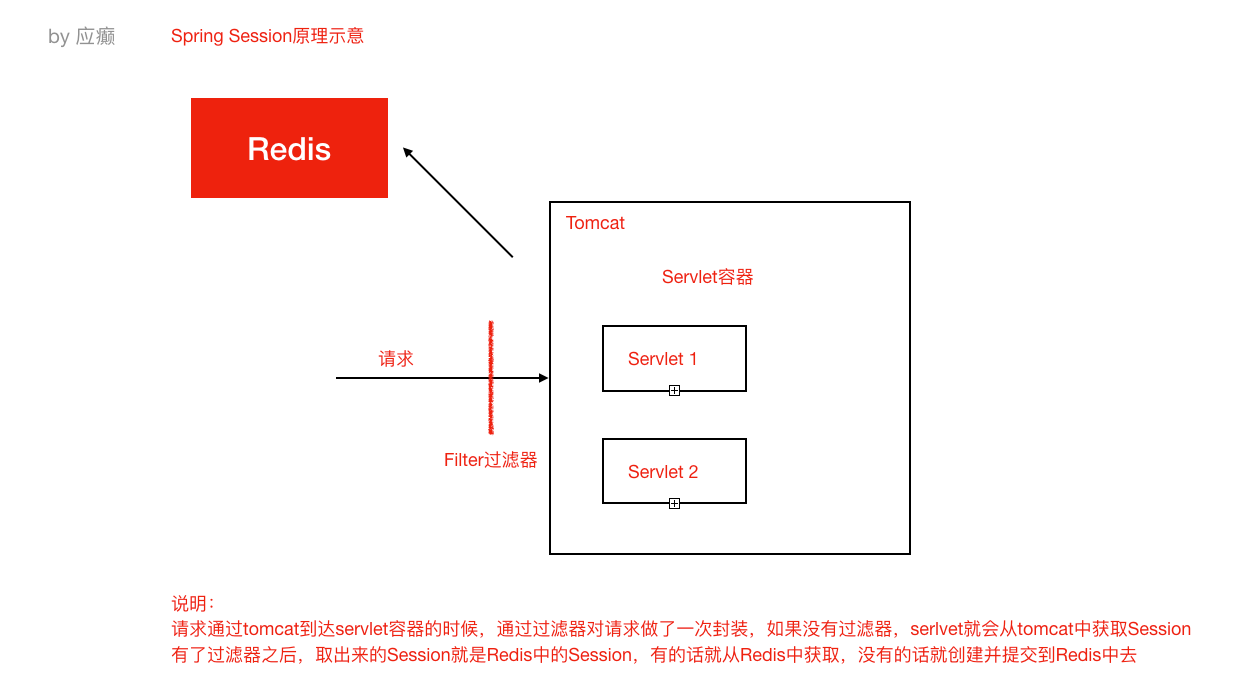 by 应癫
Spring Session原理示意
Redis
Tomcat
Servlet容器
请求
Servlet 1
Filter过滤器
Servlet 2
说明：
请求通过tomcat到达servlet容器的时候，通过过滤器对请求做了一次封装，如果没有过滤器，serlvet就会从tomcat中获取Session
有了过滤器之后，取出来的Session就是Redis中的Session，有的话就从Redis中获取，没有的话就创建并提交到Redis中去